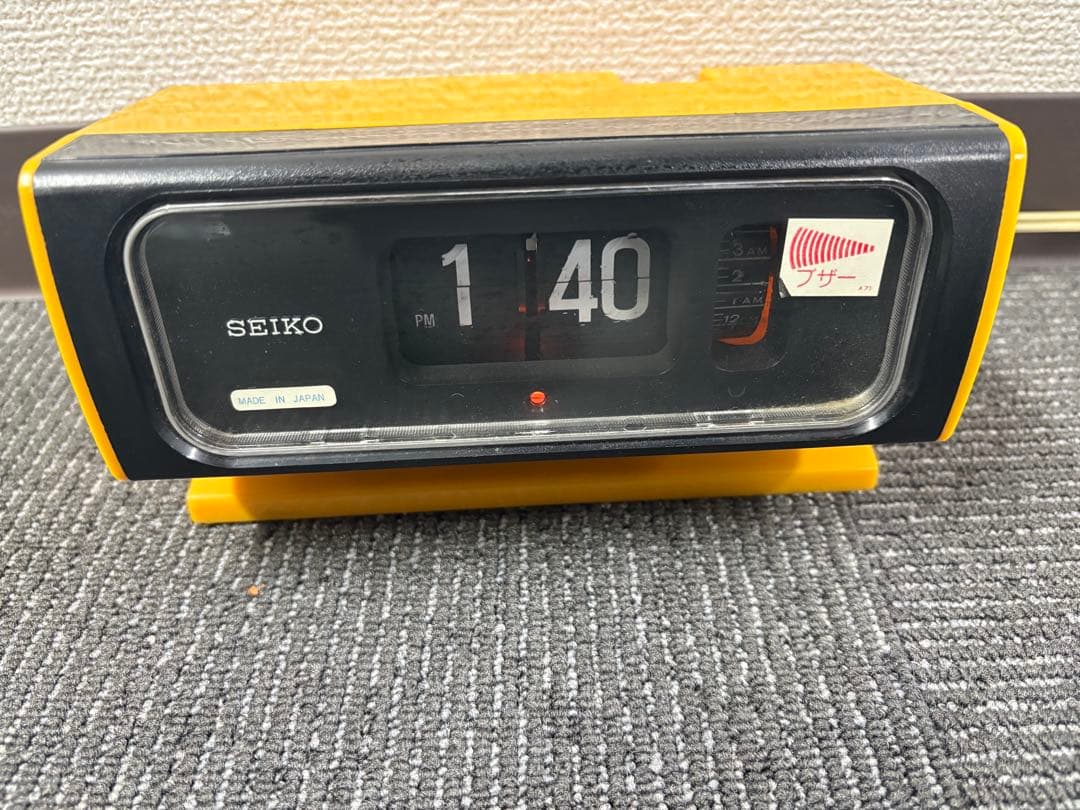 SEIKO
MADE IN JAPAN
PM 1 40
3 AM
2
1 AM
12
ブザー